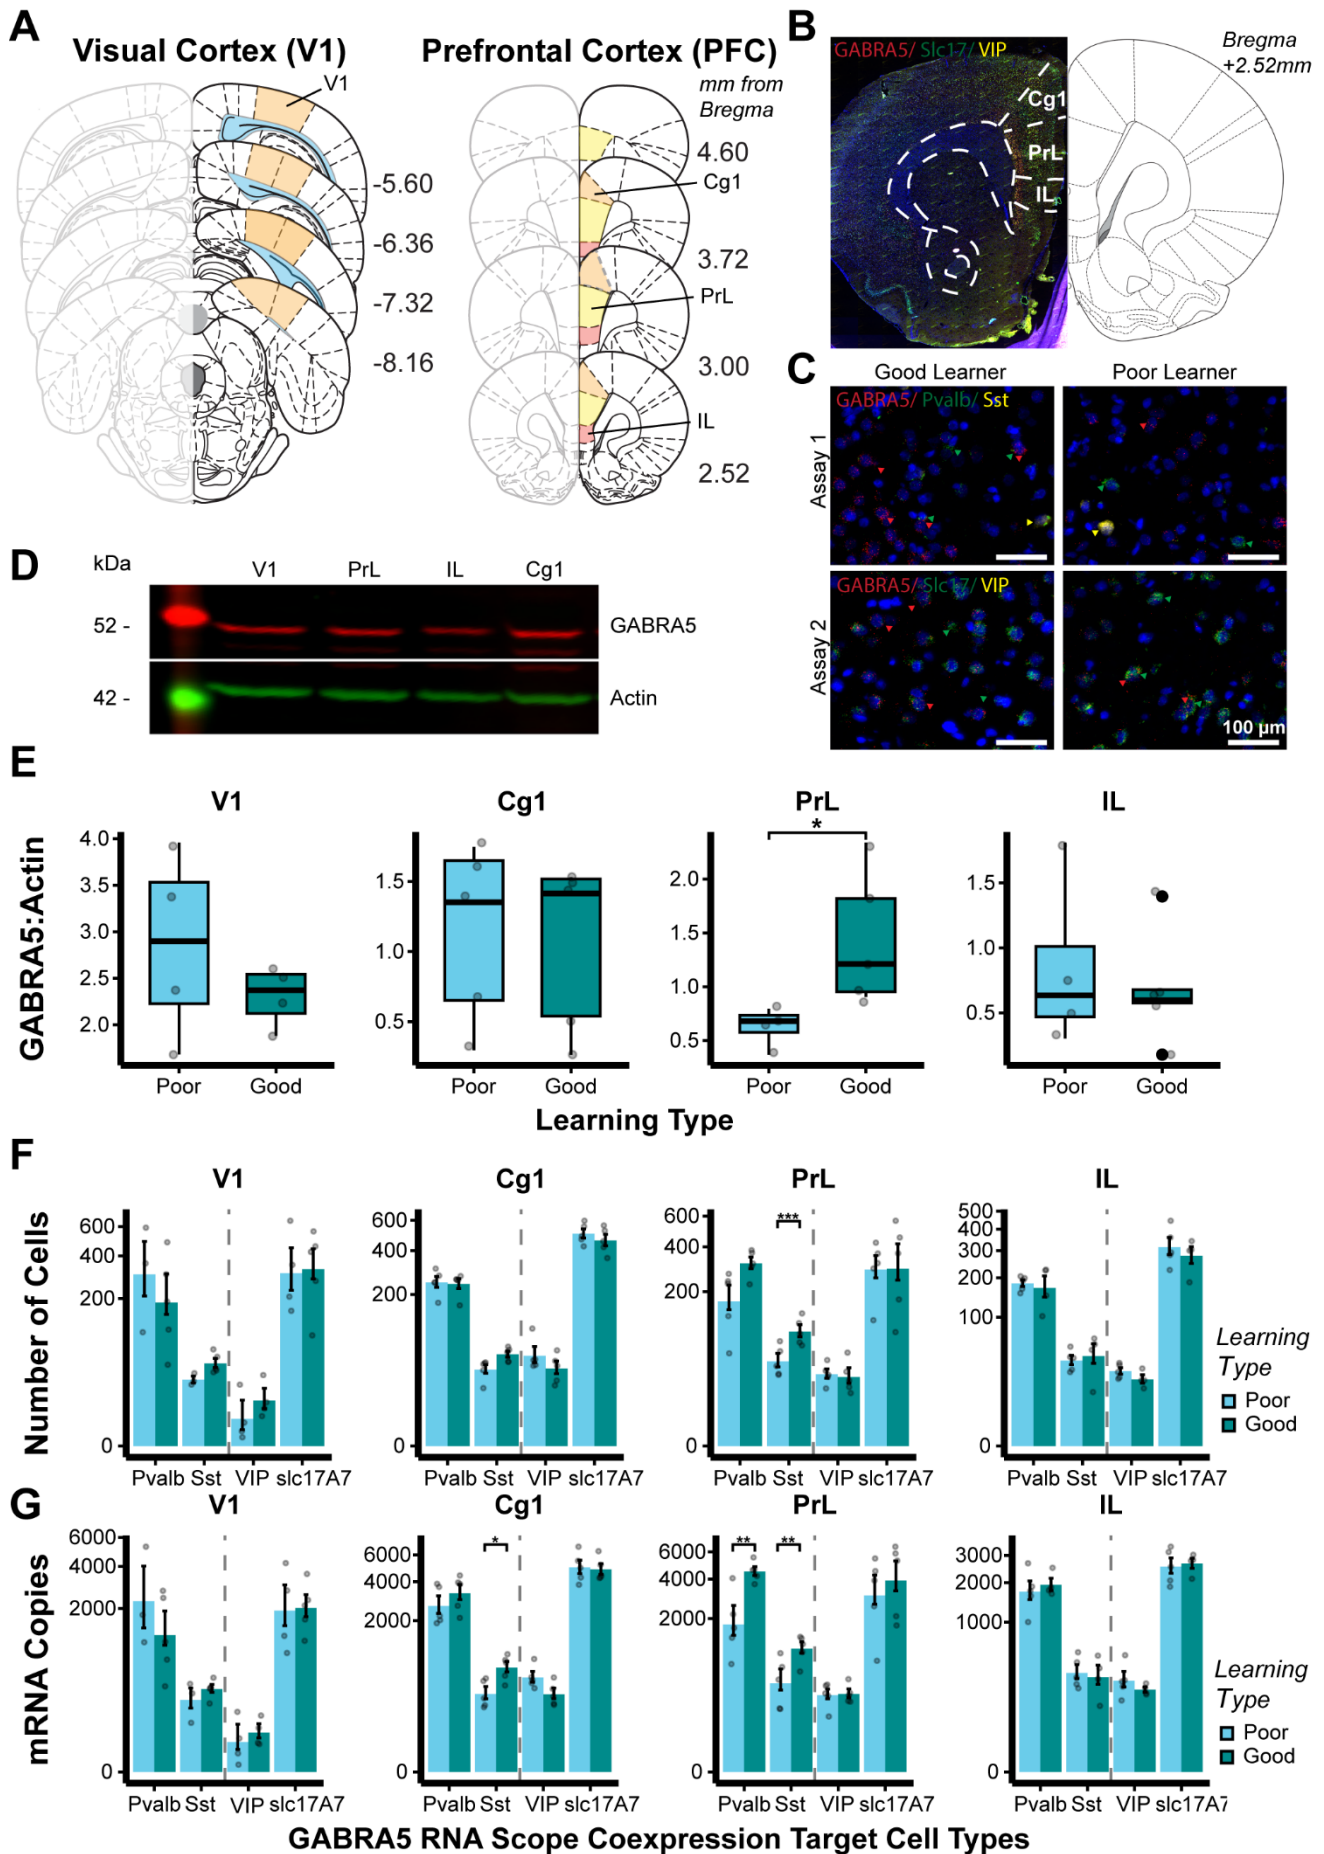 A
Visual Cortex (V1)
V1
-5.60
-6.36
-7.32
-8.16
Prefrontal Cortex (PFC)
mm from
Bregma
4.60
Cg1
3.72
PrL
3.00
IL
2.52
B
GABRA5/ Slc17/ VIP
Cg1
PrL
IL
Bregma
+2.52mm
C
Good Learner
Poor Learner
Assay 1
GABRA5/ Pvalb/ Sst
Assay 2
GABRA5/ Slc17/ VIP
100 µm
D
kDa
V1 PrL IL Cg1
52 -
GABRA5
42 -
Actin
E
GABRA5:Actin
V1
4.0
3.5
3.0
2.5
2.0
Poor Good
Cg1
1.5
1.0
0.5
Poor Good
PrL
*
2.0
1.5
1.0
0.5
Poor Good
IL
1.5
1.0
0.5
Poor Good
Learning Type
F
Number of Cells
V1
600
400
200
0
Pvalb Sst VIP slc17A7
Cg1
600
400
200
0
Pvalb Sst VIP slc17A7
PrL
***
600
400
200
0
Pvalb Sst VIP slc17A7
IL
500
400
300
200
100
0
Pvalb Sst VIP slc17A7
Learning
Type
Poor
Good
G
mRNA Copies
V1
6000
4000
2000
0
Pvalb Sst VIP slc17A7
Cg1
*
6000
4000
2000
0
Pvalb Sst VIP slc17A7
PrL
** **
6000
4000
2000
0
Pvalb Sst VIP slc17A7
IL
3000
2000
1000
0
Pvalb Sst VIP slc17A7
Learning
Type
Poor
Good
GABRA5 RNA Scope Coexpression Target Cell Types